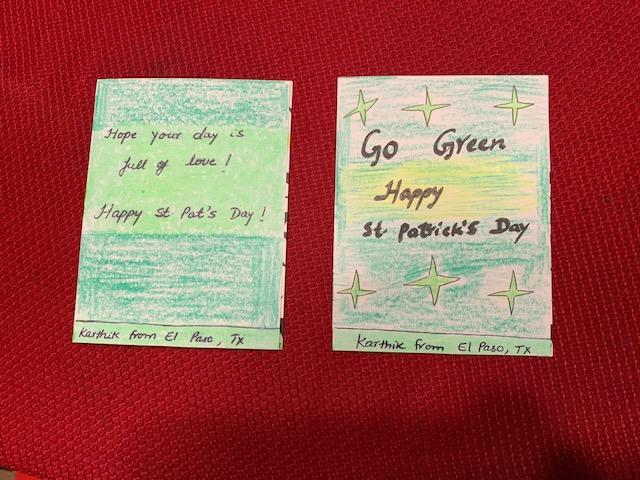 Hope your day is
full of love!
Happy St. Pat's Day!
Karthik from El Paso, TX
Go Green
Happy
St. Patrick's Day
Karthik from El Paso, TX